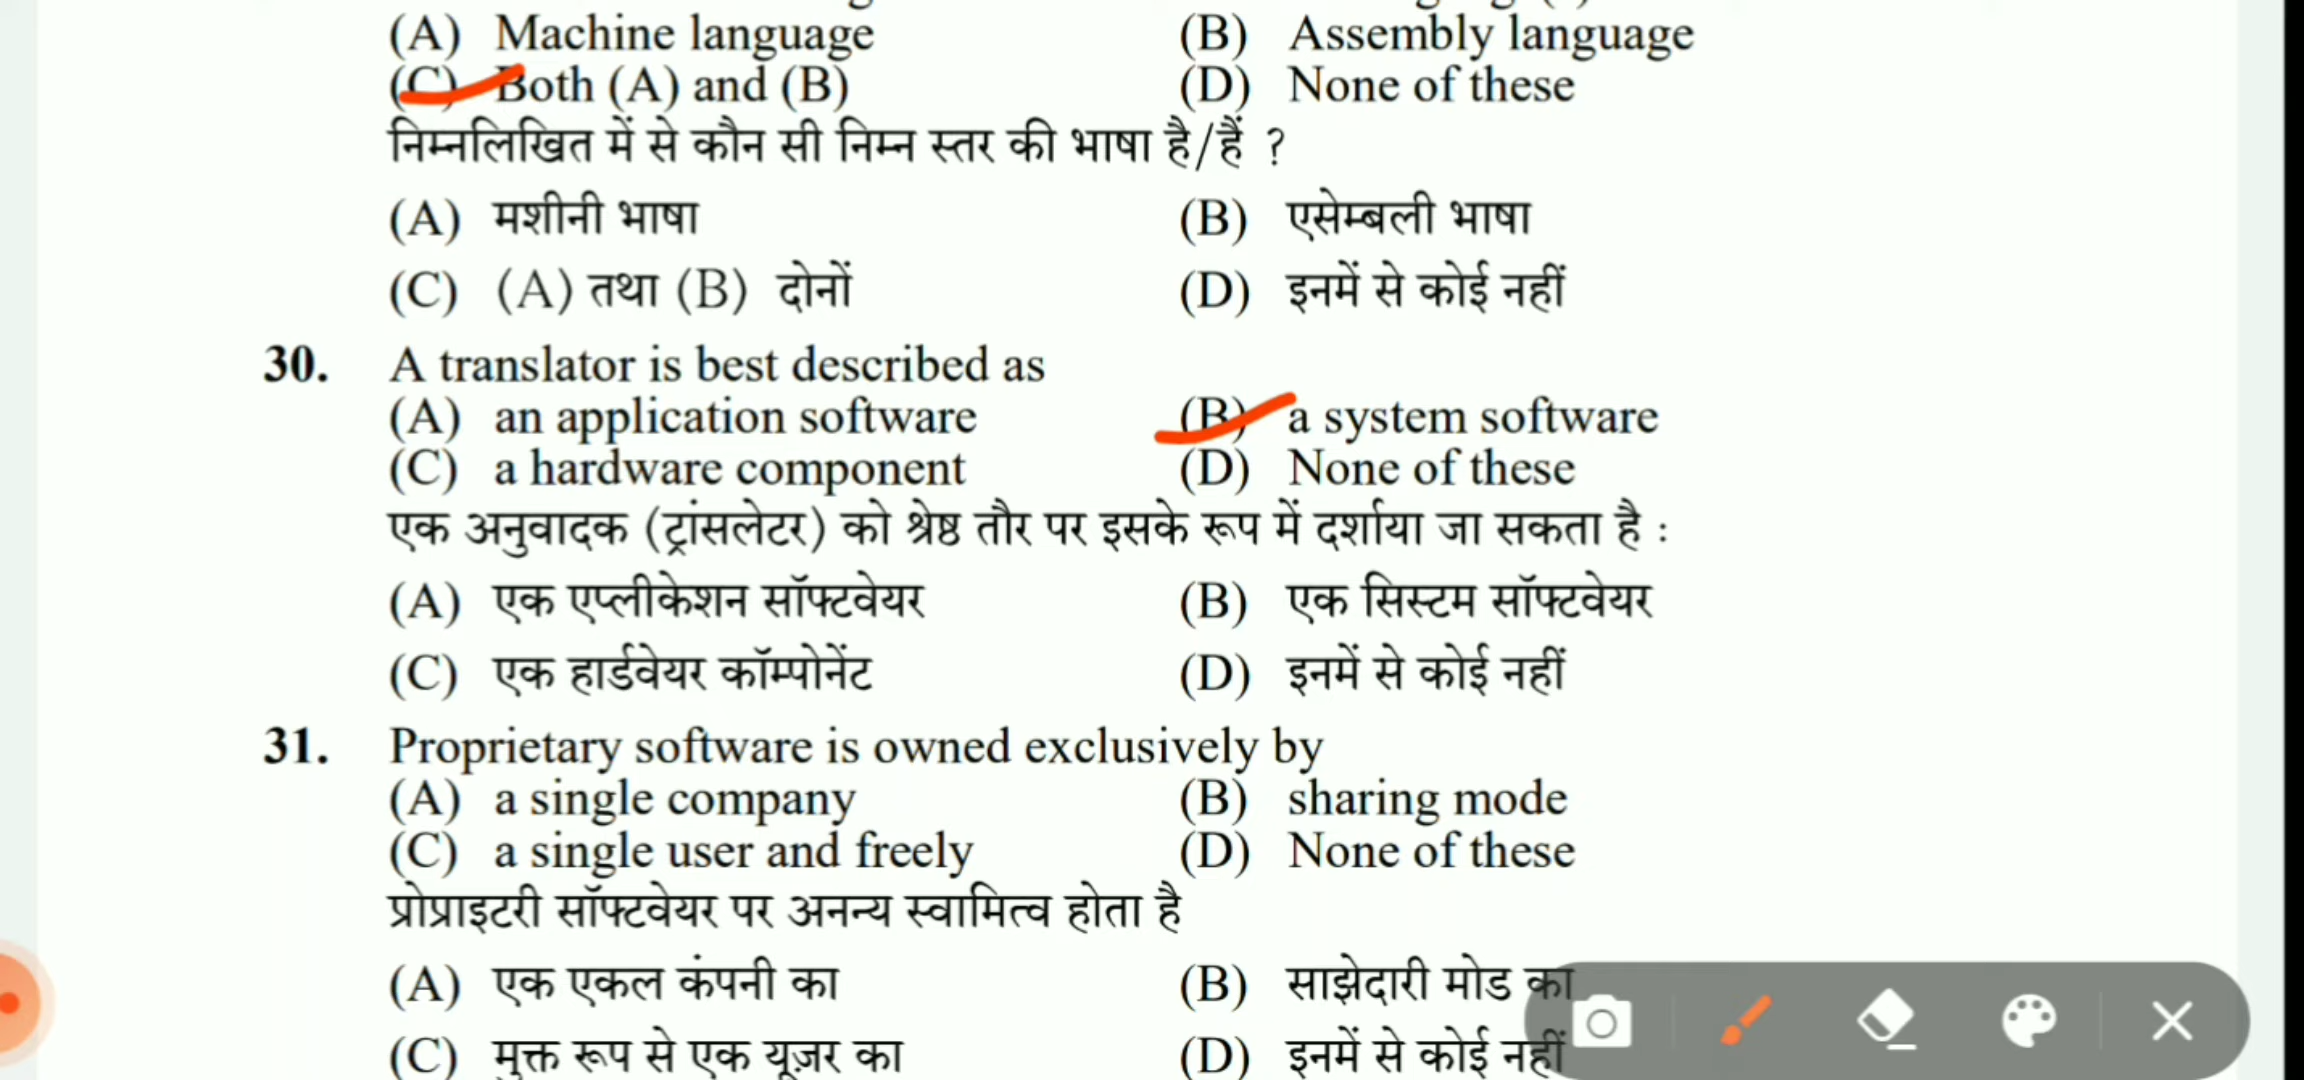 (A) Machine language (B) Assembly language
(C) Both (A) and (B) (D) None of these
निम्नलिखित में से कौन सी निम्न स्तर की भाषा है/हैं ?
(A) मशीनी भाषा (B) एसेम्बली भाषा
(C) (A) तथा (B) दोनों (D) इनमें से कोई नहीं
30. A translator is best described as
(A) an application software (B) a system software
(C) a hardware component (D) None of these
एक अनुवादक (ट्रांसलेटर) को श्रेष्ठ तौर पर इसके रूप में दर्शाया जा सकता है :
(A) एक एप्लीकेशन सॉफ्टवेयर (B) एक सिस्टम सॉफ्टवेयर
(C) एक हार्डवेयर कॉम्पोनेंट (D) इनमें से कोई नहीं
31. Proprietary software is owned exclusively by
(A) a single company (B) sharing mode
(C) a single user and freely (D) None of these
प्रोप्राइटरी सॉफ्टवेयर पर अनन्य स्वामित्व होता है
(A) एक एकल कंपनी का (B) साझेदारी मोड का
(C) मुक्त रूप से एक यूज़र का (D) इनमें से कोई नहीं